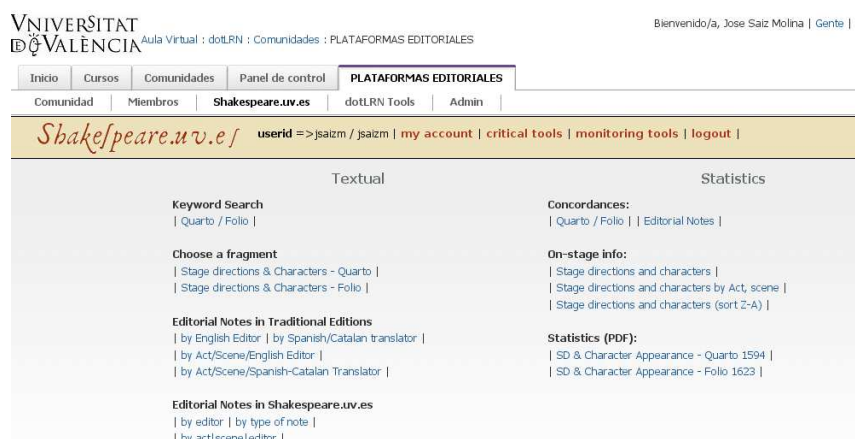 VNIVERSITAT
DE VALÈNCIA
Aula Virtual : dotLRN : Comunidades : PLATAFORMAS EDITORIALES
Bienvenido/a, Jose Saiz Molina | Gente |
Inicio Cursos Comunidades Panel de control PLATAFORMAS EDITORIALES
Comunidad Miembros Shakespeare.uv.es dotLRN Tools Admin
Shakeſpeare.uv.eſ userid =>jsaizm / jsaizm | my account | critical tools | monitoring tools | logout |
Textual
Keyword Search
| Quarto / Folio |
Choose a fragment
| Stage directions & Characters - Quarto |
| Stage directions & Characters - Folio |
Editorial Notes in Traditional Editions
| by English Editor | by Spanish/Catalan translator |
| by Act/Scene/English Editor |
| by Act/Scene/Spanish-Catalan Translator |
Editorial Notes in Shakespeare.uv.es
| by editor | by type of note |
| by act|scene|editor |
Statistics
Concordances:
| Quarto / Folio | | Editorial Notes |
On-stage info:
| Stage directions and characters |
| Stage directions and characters by Act, scene |
| Stage directions and characters (sort Z-A) |
Statistics (PDF):
| SD & Character Appearance - Quarto 1594 |
| SD & Character Appearance - Folio 1623 |